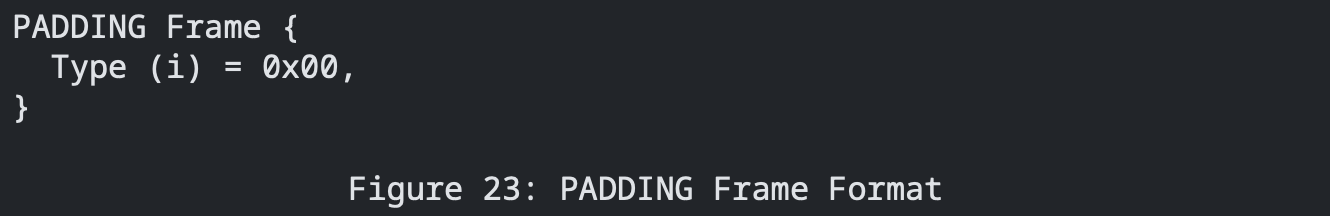 PADDING Frame {
  Type (i) = 0x00,
}
Figure 23: PADDING Frame Format